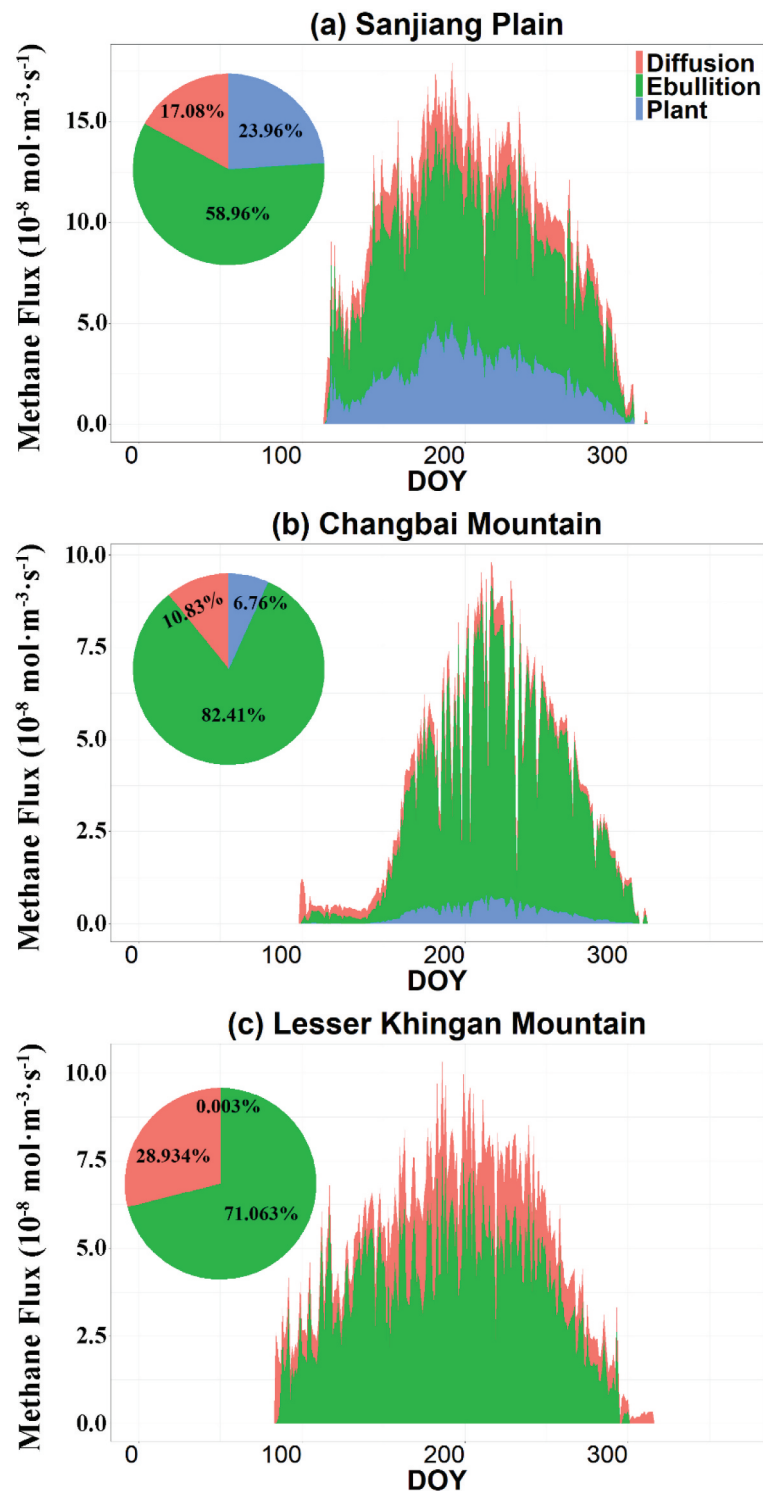 (a) Sanjiang Plain
Methane Flux (10⁻⁸ mol·m⁻³·s⁻¹)
15.0
10.0
5.0
0.0
17.08%
23.96%
58.96%
Diffusion
Ebullition
Plant
0 100 200 300
DOY
(b) Changbai Mountain
Methane Flux (10⁻⁸ mol·m⁻³·s⁻¹)
10.0
7.5
5.0
2.5
0.0
10.83%
6.76%
82.41%
0 100 200 300
DOY
(c) Lesser Khingan Mountain
Methane Flux (10⁻⁸ mol·m⁻³·s⁻¹)
10.0
7.5
5.0
2.5
0.0
0.003%
28.934%
71.063%
0 100 200 300
DOY